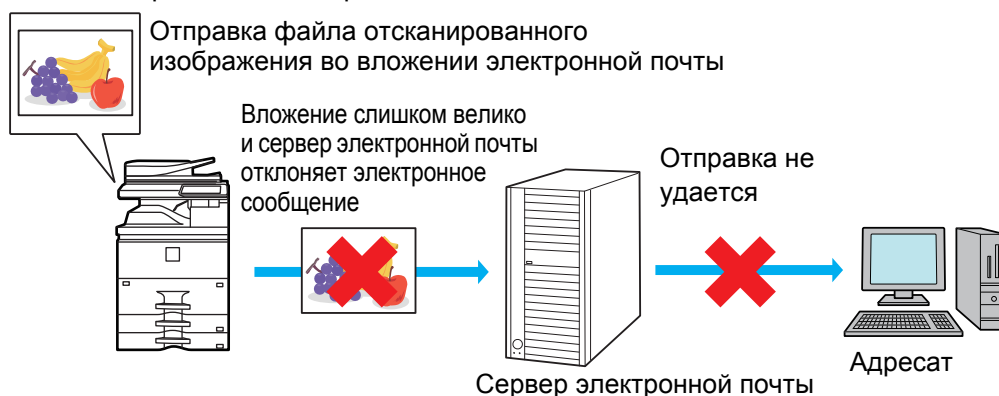 Отправка файла отсканированного
изображения во вложении электронной почты
Вложение слишком велико
и сервер электронной почты
отклоняет электронное
сообщение
Отправка не
удается
Адресат
Сервер электронной почты